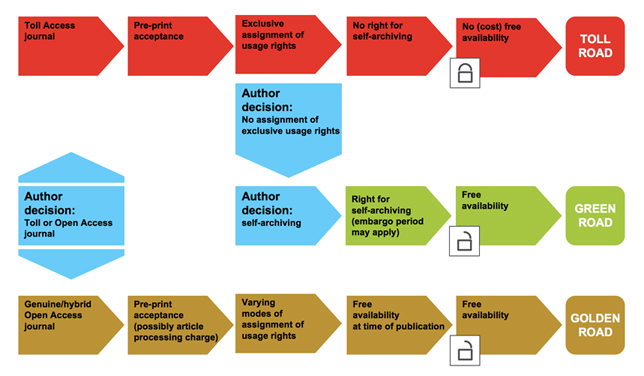 Toll Access
journal
Pre-print
acceptance
Exclusive
assignment of
usage rights
No right for
self-archiving
No (cost) free
availability
TOLL
ROAD
Author
decision:
No assignment of
exclusive usage rights
Author
decision:
Toll or Open Access
journal
Author
decision:
self-archiving
Right for
self-archiving
(embargo period
may apply)
Free
availability
GREEN
ROAD
Genuine/hybrid
Open Access
journal
Pre-print
acceptance
(possibly article
processing charge)
Varying
modes of
assignment of
usage rights
Free
availability
at time of publication
Free
availability
GOLDEN
ROAD